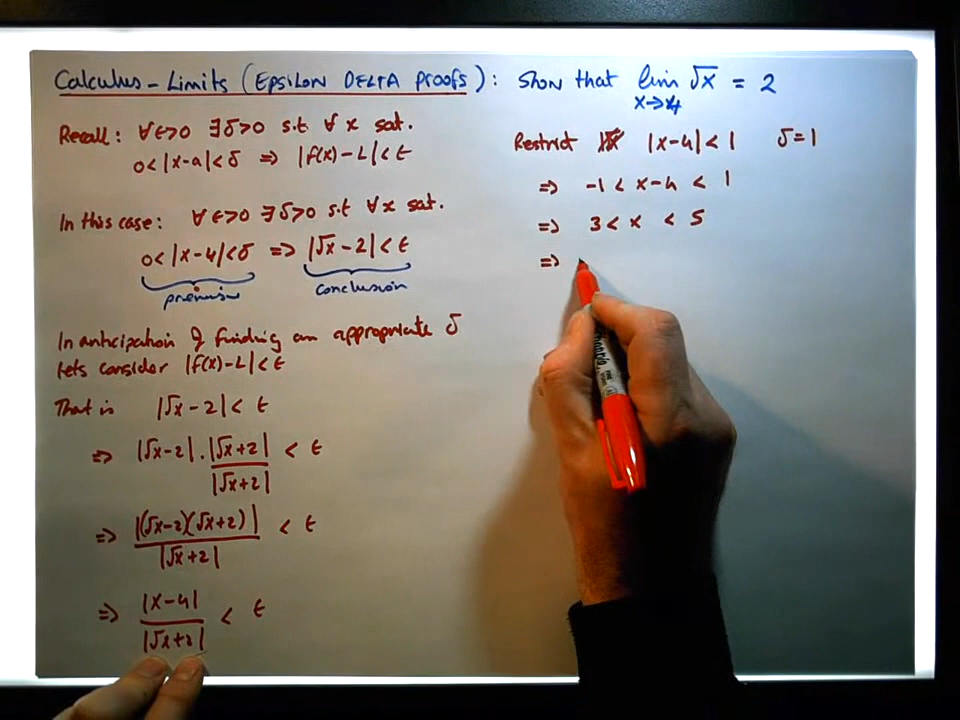 Calculus - Limits (EPSILON DELTA PROOFS): Show that lim √x = 2
x→4
Recall: ∀ε>0 ∃δ>0 s.t ∀ x sat.
0<|x-a|<δ ⇒ |f(x)-L|<ε
In this case: ∀ε>0 ∃δ>0 s.t ∀x sat.
0<|x-4|<δ ⇒ |√x-2|<ε
premise conclusion
In anticipation of finding an appropriate δ
lets consider |f(x)-L|<ε
That is |√x-2|<ε
⇒ |√x-2|.|√x+2| < ε
|√x+2|
⇒ |(√x-2)(√x+2)| < ε
|√x+2|
⇒ |x-4| < ε
|√x+2|
Restrict |x-4|<1 δ=1
⇒ -1 < x-4 < 1
⇒ 3 < x < 5
⇒